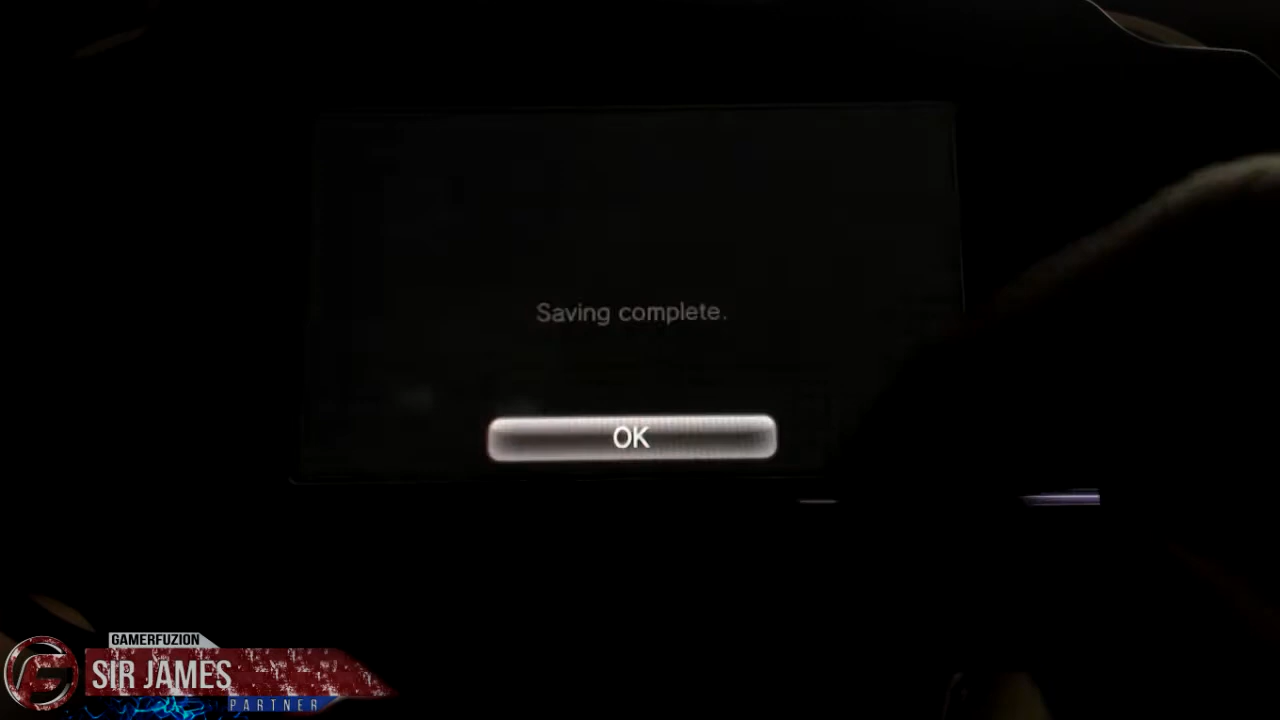 Saving complete.
OK
GAMERFUZION
SIR JAMES
PARTNER